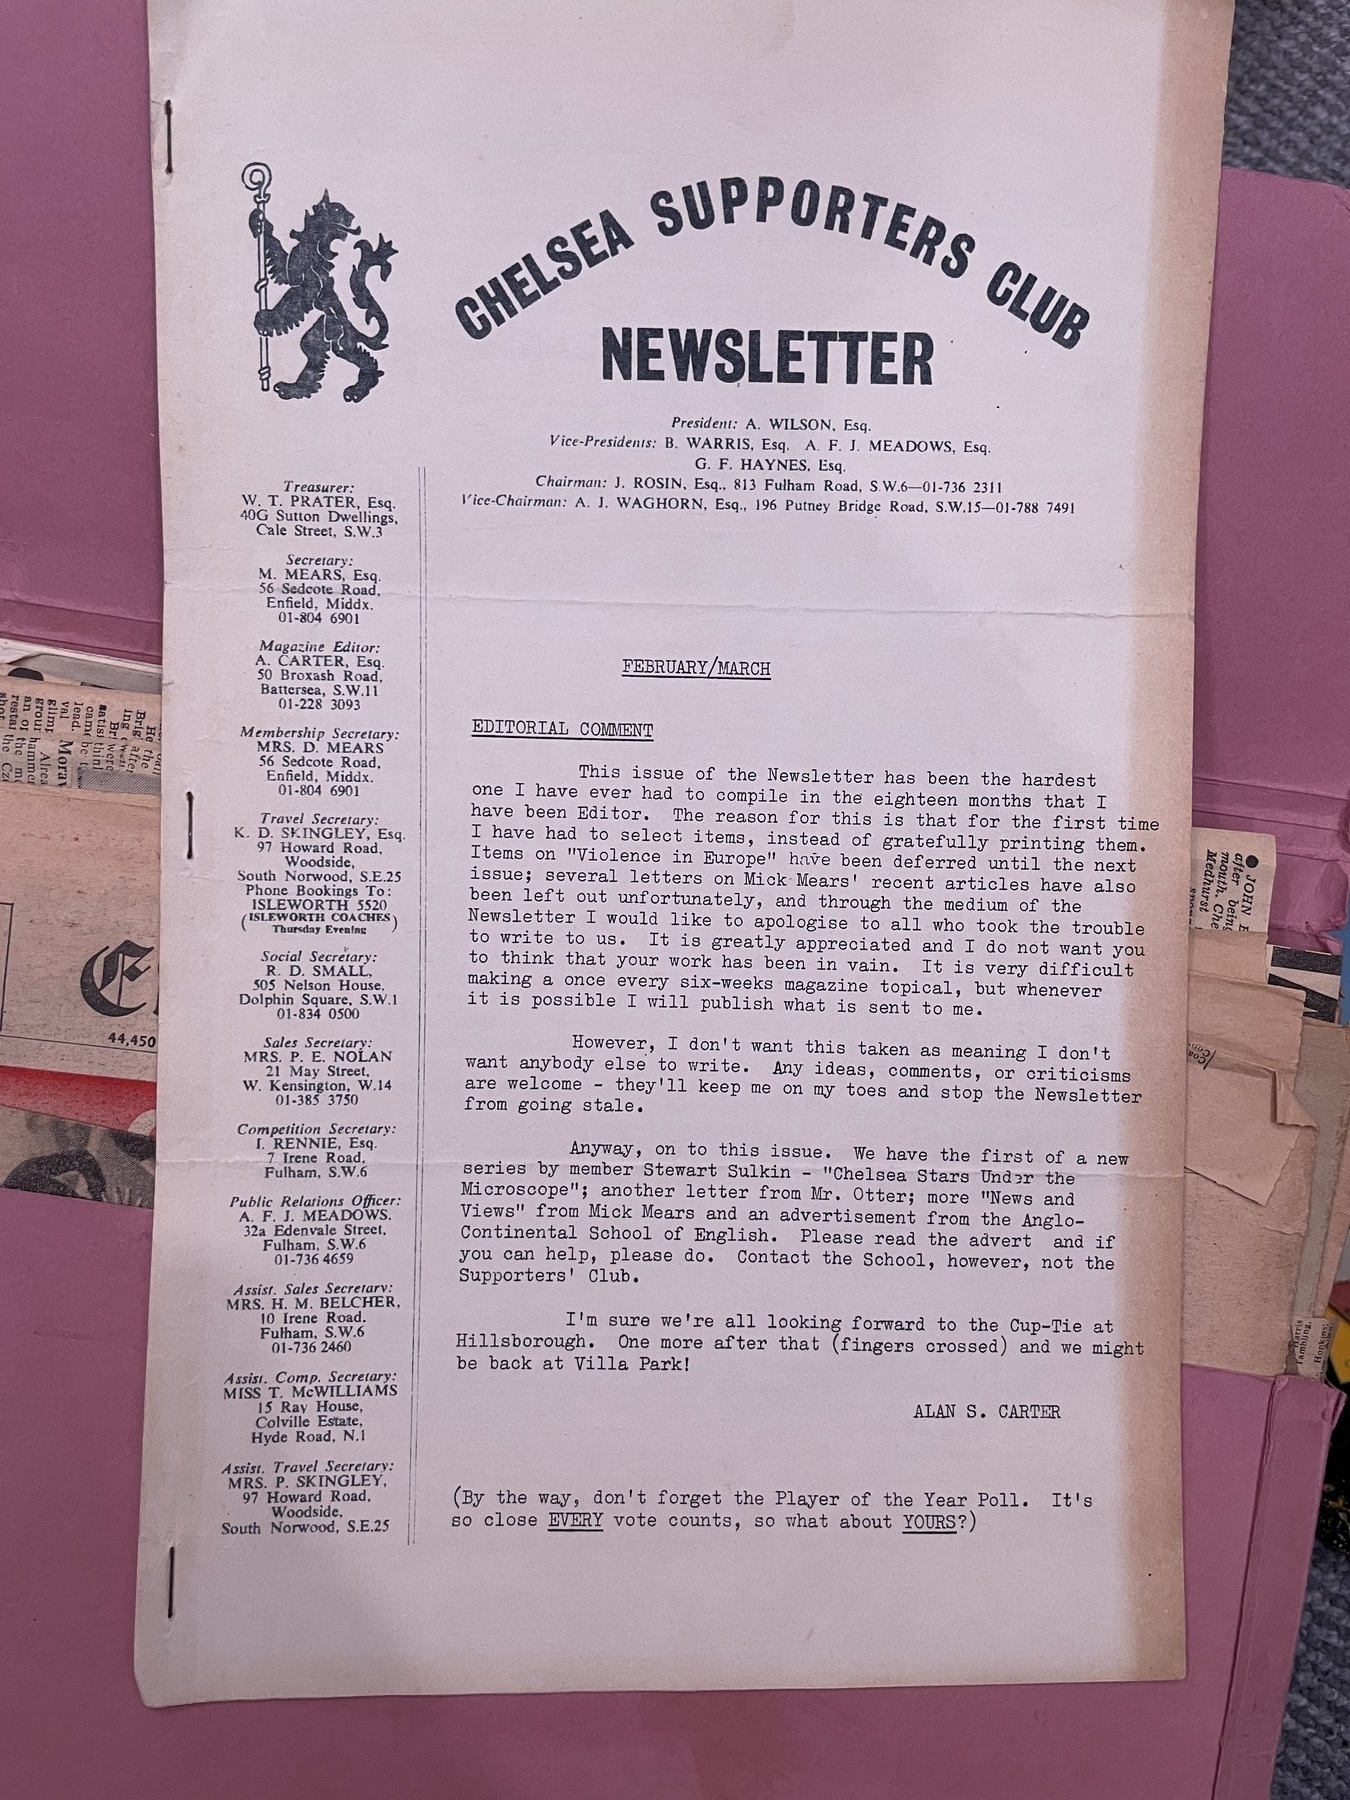 CHELSEA SUPPORTERS CLUB
NEWSLETTER
President: A. WILSON, Esq.
Vice-Presidents: B. WARRIS, Esq. A. F. J. MEADOWS, Esq.
G. F. HAYNES, Esq.
Chairman: J. ROSIN, Esq., 813 Fulham Road, S.W.6—01-736 2311
Vice-Chairman: A. J. WAGHORN, Esq., 196 Putney Bridge Road, S.W.15—01-788 7491
Treasurer:
W. T. PRATER, Esq.
40G Sutton Dwellings,
Cale Street, S.W.3
Secretary:
M. MEARS, Esq.
56 Sedcote Road,
Enfield, Middx.
01-804 6901
Magazine Editor:
A. CARTER, Esq.
50 Broxash Road,
Battersea, S.W.11
01-228 3093
Membership Secretary:
MRS. D. MEARS
56 Sedcote Road,
Enfield, Middx.
01-804 6901
Travel Secretary:
K. D. SKINGLEY, Esq.
97 Howard Road,
Woodside,
South Norwood, S.E.25
Phone Bookings To:
ISLEWORTH 5520
(ISLEWORTH COACHES)
Thursday Evening
Social Secretary:
R. D. SMALL,
505 Nelson House,
Dolphin Square, S.W.1
01-834 0500
Sales Secretary:
MRS. P. E. NOLAN
21 May Street,
W. Kensington, W.14
01-385 3750
Competition Secretary:
I. RENNIE, Esq.
7 Irene Road,
Fulham, S.W.6
Public Relations Officer:
A. F. J. MEADOWS.
32a Edenvale Street,
Fulham, S.W.6
01-736 4659
Assist. Sales Secretary:
MRS. H. M. BELCHER,
10 Irene Road.
Fulham, S.W.6
01-736 2460
Assist. Comp. Secretary:
MISS T. McWILLIAMS
15 Ray House,
Colville Estate,
Hyde Road, N.1
Assist. Travel Secretary:
MRS. P. SKINGLEY,
97 Howard Road,
Woodside,
South Norwood, S.E.25
FEBRUARY/MARCH
EDITORIAL COMMENT
This issue of the Newsletter has been the hardest
one I have ever had to compile in the eighteen months that I
have been Editor. The reason for this is that for the first time
I have had to select items, instead of gratefully printing them.
Items on "Violence in Europe" have been deferred until the next
issue; several letters on Mick Mears' recent articles have also
been left out unfortunately, and through the medium of the
Newsletter I would like to apologise to all who took the trouble
to write to us. It is greatly appreciated and I do not want you
to think that your work has been in vain. It is very difficult
making a once every six-weeks magazine topical, but whenever
it is possible I will publish what is sent to me.
However, I don't want this taken as meaning I don't
want anybody else to write. Any ideas, comments, or criticisms
are welcome - they'll keep me on my toes and stop the Newsletter
from going stale.
Anyway, on to this issue. We have the first of a new
series by member Stewart Sulkin - "Chelsea Stars Under the
Microscope"; another letter from Mr. Otter; more "News and
Views" from Mick Mears and an advertisement from the Anglo-
Continental School of English. Please read the advert and if
you can help, please do. Contact the School, however, not the
Supporters' Club.
I'm sure we're all looking forward to the Cup-Tie at
Hillsborough. One more after that (fingers crossed) and we might
be back at Villa Park!
ALAN S. CARTER
(By the way, don't forget the Player of the Year Poll. It's
so close EVERY vote counts, so what about YOURS?)
44,450
JOHN
after being
mouth. Che
Medhurst